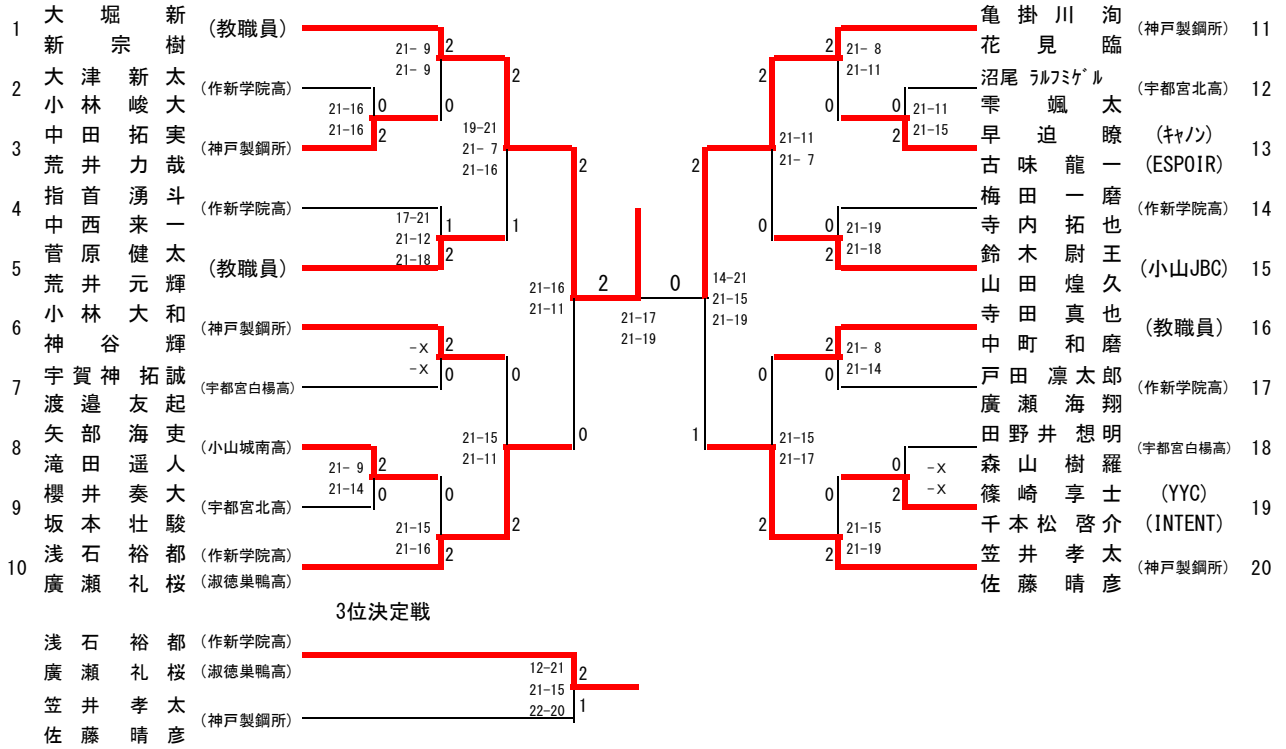 1 大堀新 (教職員)
新宗樹
2 大津新太 (作新学院高)
小林峻大
3 中田拓実 (神戸製鋼所)
荒井力哉
4 指首湧斗 (作新学院高)
中西来一
5 菅原健太 (教職員)
荒井元輝
6 小林大和 (神戸製鋼所)
神谷輝
7 宇賀神拓誠 (宇都宮白楊高)
渡邉友起
8 矢部海吏 (小山城南高)
滝田遥人
9 櫻井奏大 (宇都宮北高)
坂本壮駿
10 浅石裕都 (作新学院高)
廣瀬礼桜 (淑徳巣鴨高)
21- 9 2
21- 9
0
21-16 0
21-16 2
2
19-21
21- 7
21-16
1
17-21 1
21-12
21-18 2
2
21-16
21-11
0
-X 2
-X 0
0
21-15
21-11
2
21- 9 2
21-14 0
0
21-15
21-16 2
2 0
21-17
21-19
亀掛川洵 (神戸製鋼所) 11
花見臨
沼尾 ラルフミゲル (宇都宮北高) 12
雫颯太
早迫瞭 (キャノン) 13
古味龍一 (ESPOIR)
梅田一磨 (作新学院高) 14
寺内拓也
鈴木尉王 (小山JBC) 15
山田煌久
寺田真也 (教職員) 16
中町和磨
戸田凛太郎 (作新学院高) 17
廣瀬海翔
田野井想明 (宇都宮白楊高) 18
森山樹羅
篠崎享士 (YYC) 19
千本松啓介 (INTENT)
笠井孝太 (神戸製鋼所) 20
佐藤晴彦
2 21- 8
21-11
0
0 21-11
2 21-15
2
21-11
21- 7
0
0 21-19
2 21-18
2
14-21
21-15
21-19
1
2 21- 8
0 21-14
0
21-15
21-17
2
0 -X
2 -X
0
21-15
2 21-19
3位決定戦
浅石裕都 (作新学院高)
廣瀬礼桜 (淑徳巣鴨高)
笠井孝太 (神戸製鋼所)
佐藤晴彦
12-21 2
21-15
22-20 1